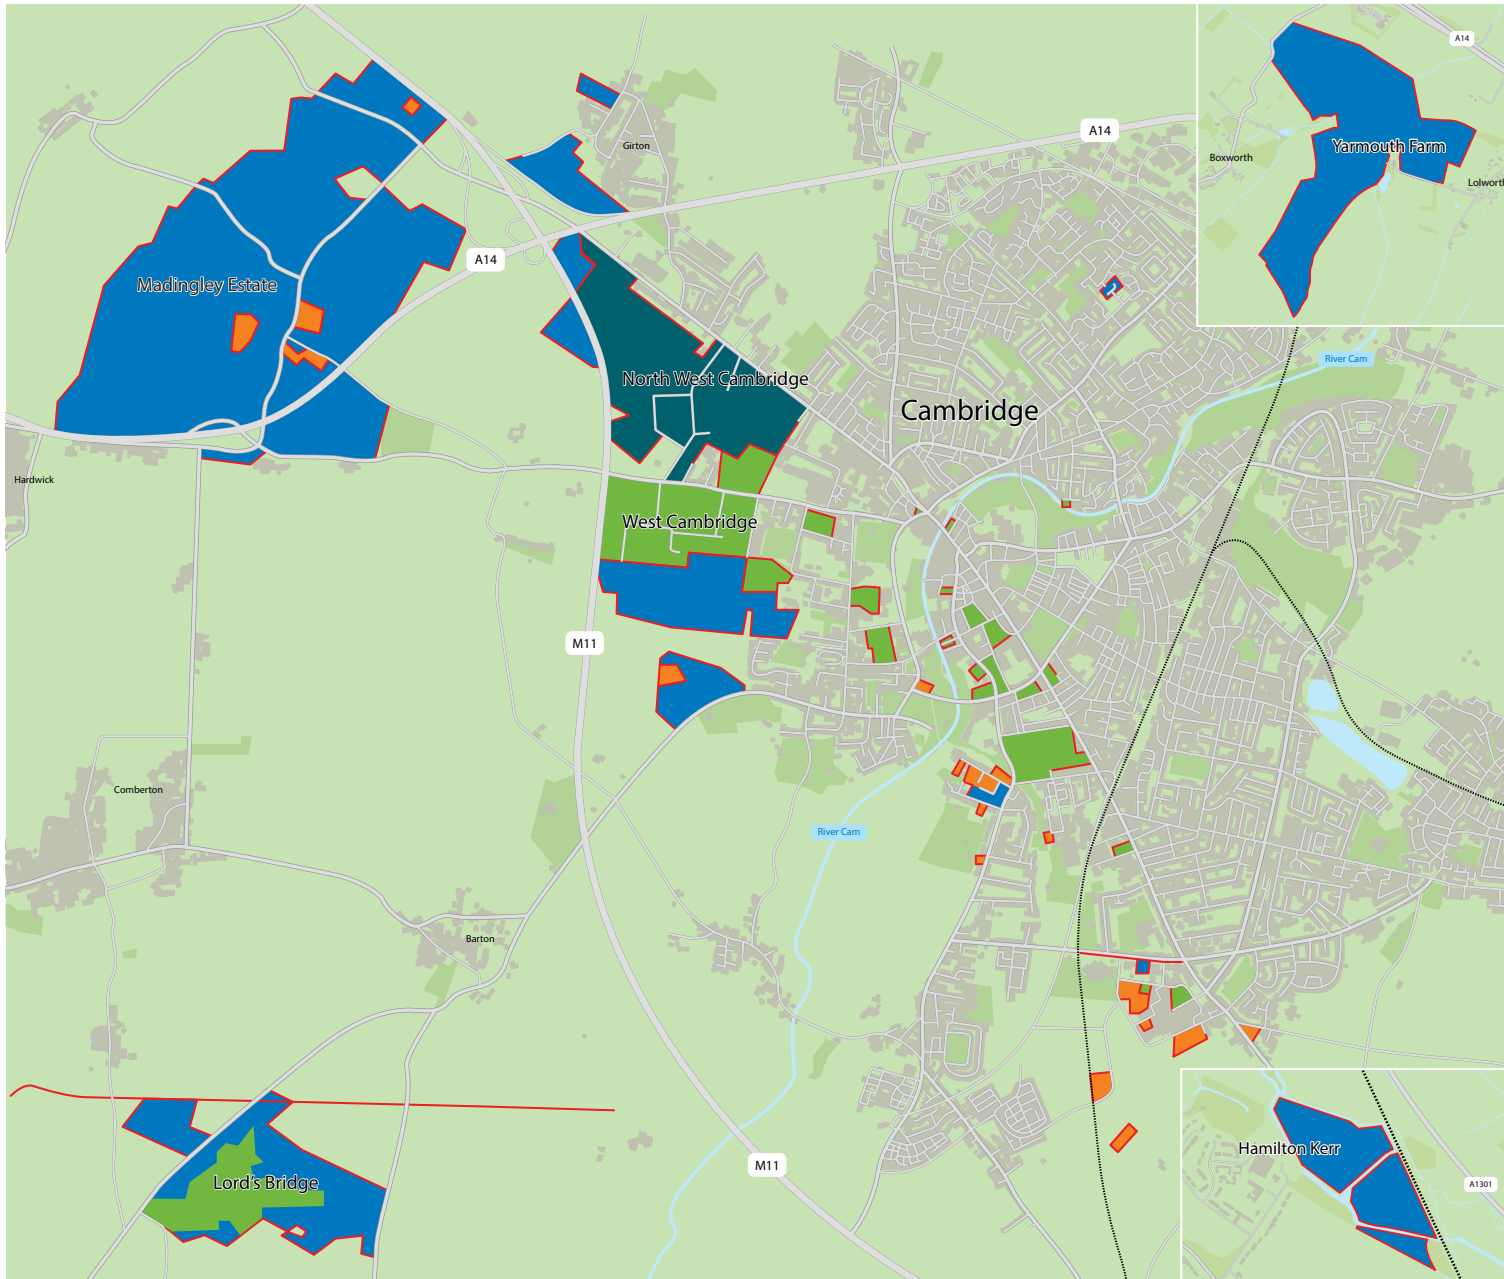 A14
Boxworth
Yarmouth Farm
Lolworth
A14
Girton
A14
Madingley Estate
River Cam
North West Cambridge
Cambridge
Hardwick
West Cambridge
M11
Comberton
River Cam
Barton
Hamilton Kerr
M11
A1301
Lord's Bridge